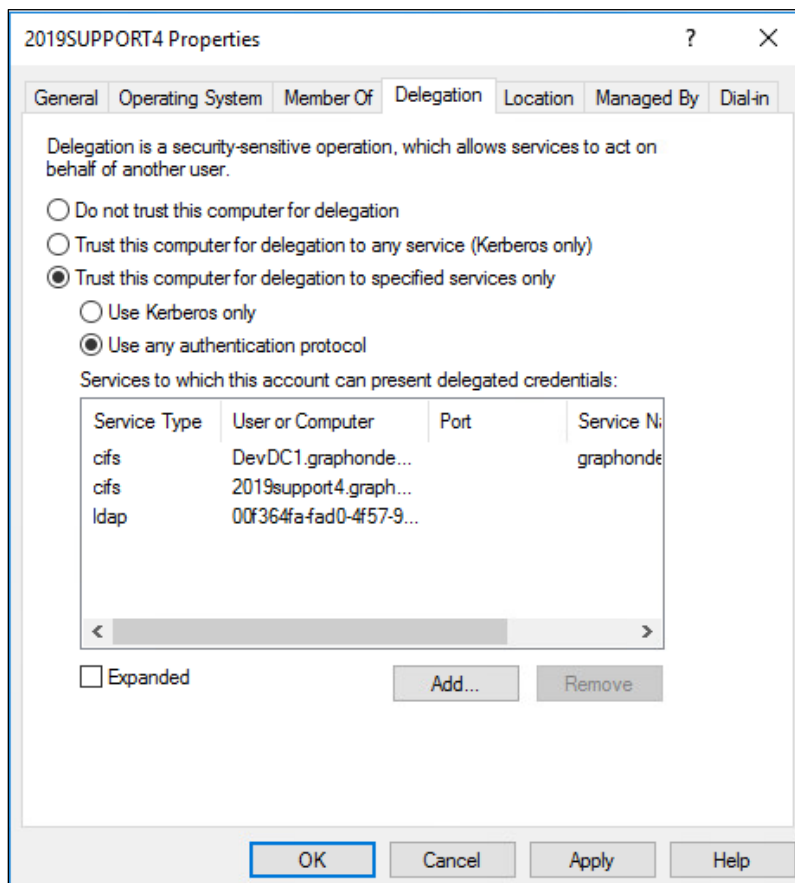 2019SUPPORT4 Properties
? X
General Operating System Member Of Delegation Location Managed By Dial-in
Delegation is a security-sensitive operation, which allows services to act on
behalf of another user.
Do not trust this computer for delegation
Trust this computer for delegation to any service (Kerberos only)
Trust this computer for delegation to specified services only
Use Kerberos only
Use any authentication protocol
Services to which this account can present delegated credentials:
Service Type User or Computer Port Service Na
cifs DevDC1.graphonde... graphonde
cifs 2019support4.graph...
ldap 00f364fa-fad0-4f57-9...
Expanded
Add... Remove
OK Cancel Apply Help